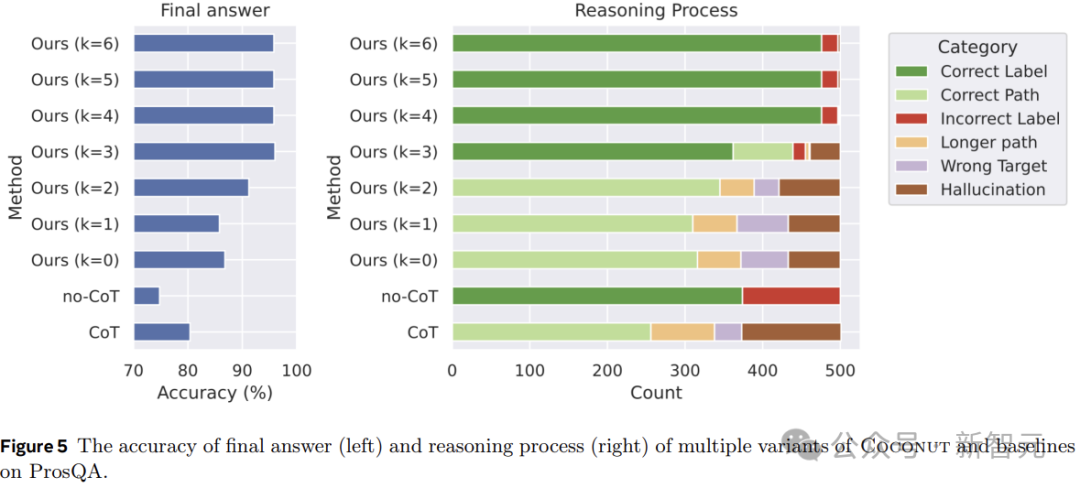 Final answer
Reasoning Process
Method
Ours (k=6)
Ours (k=5)
Ours (k=4)
Ours (k=3)
Ours (k=2)
Ours (k=1)
Ours (k=0)
no-CoT
CoT
70 80 90 100
Accuracy (%)
Method
Ours (k=6)
Ours (k=5)
Ours (k=4)
Ours (k=3)
Ours (k=2)
Ours (k=1)
Ours (k=0)
no-CoT
CoT
0 100 200 300 400 500
Count
Category
Correct Label
Correct Path
Incorrect Label
Longer path
Wrong Target
Hallucination
Figure 5 The accuracy of final answer (left) and reasoning process (right) of multiple variants of COCONUT and baselines
on ProsQA.
公众号 新智元